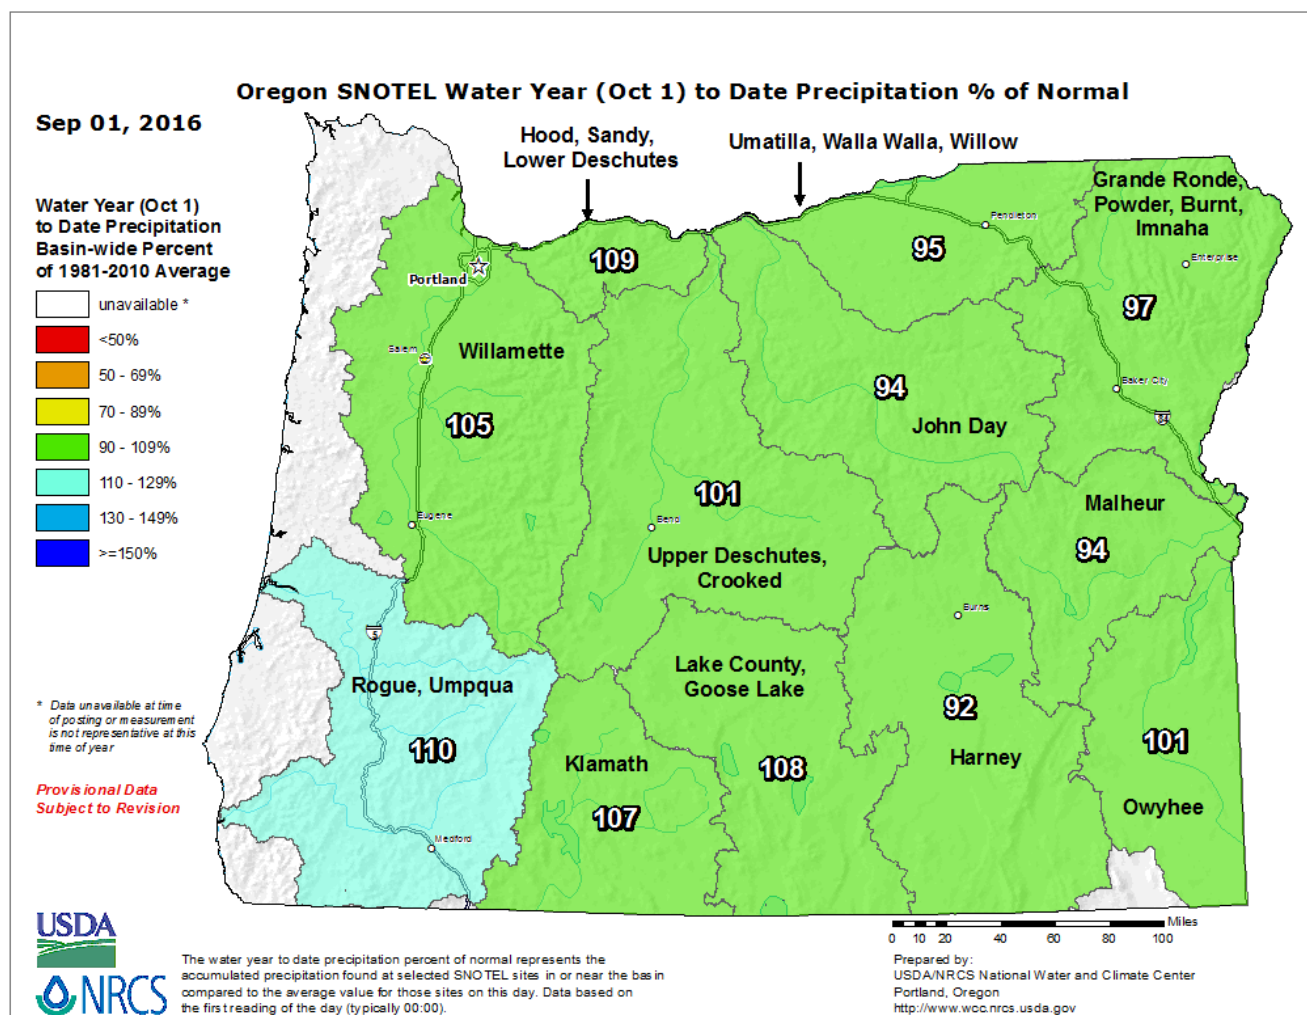 Oregon SNOTEL Water Year (Oct 1) to Date Precipitation % of Normal
Sep 01, 2016
Hood, Sandy,
Lower Deschutes
Umatilla, Walla Walla, Willow
Grande Ronde,
Powder, Burnt,
Imnaha
Water Year (Oct 1)
to Date Precipitation
Basin-wide Percent
of 1981-2010 Average
unavailable *
<50%
50 - 69%
70 - 89%
90 - 109%
110 - 129%
130 - 149%
>=150%
Pendleton
95
109
Portland
Enterprise
97
Salem
Willamette
105
94
John Day
Baker City
84
101
Bend
Upper Deschutes,
Crooked
Eugene
Malheur
94
Burns
5
Rogue, Umpqua
110
Medford
Lake County,
Goose Lake
108
Klamath
107
92
Harney
101
Owyhee
* Data unavailable at time
of posting or measurement
is not representative at this
time of year
Provisional Data
Subject to Revision
USDA
NRCS
The water year to date precipitation percent of normal represents the
accumulated precipitation found at selected SNOTEL sites in or near the basin
compared to the average value for those sites on this day. Data based on
the first reading of the day (typically 00:00).
Miles
0 10 20 40 60 80 100
Prepared by:
USDA/NRCS National Water and Climate Center
Portland, Oregon
http://www.wcc.nrcs.usda.gov